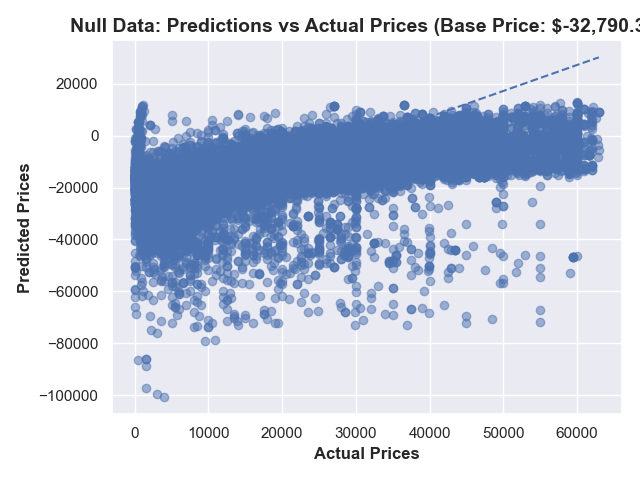 Null Data: Predictions vs Actual Prices (Base Price: $-32,790.3
20000
0
−20000
−40000
−60000
−80000
−100000
Predicted Prices
0 10000 20000 30000 40000 50000 60000
Actual Prices